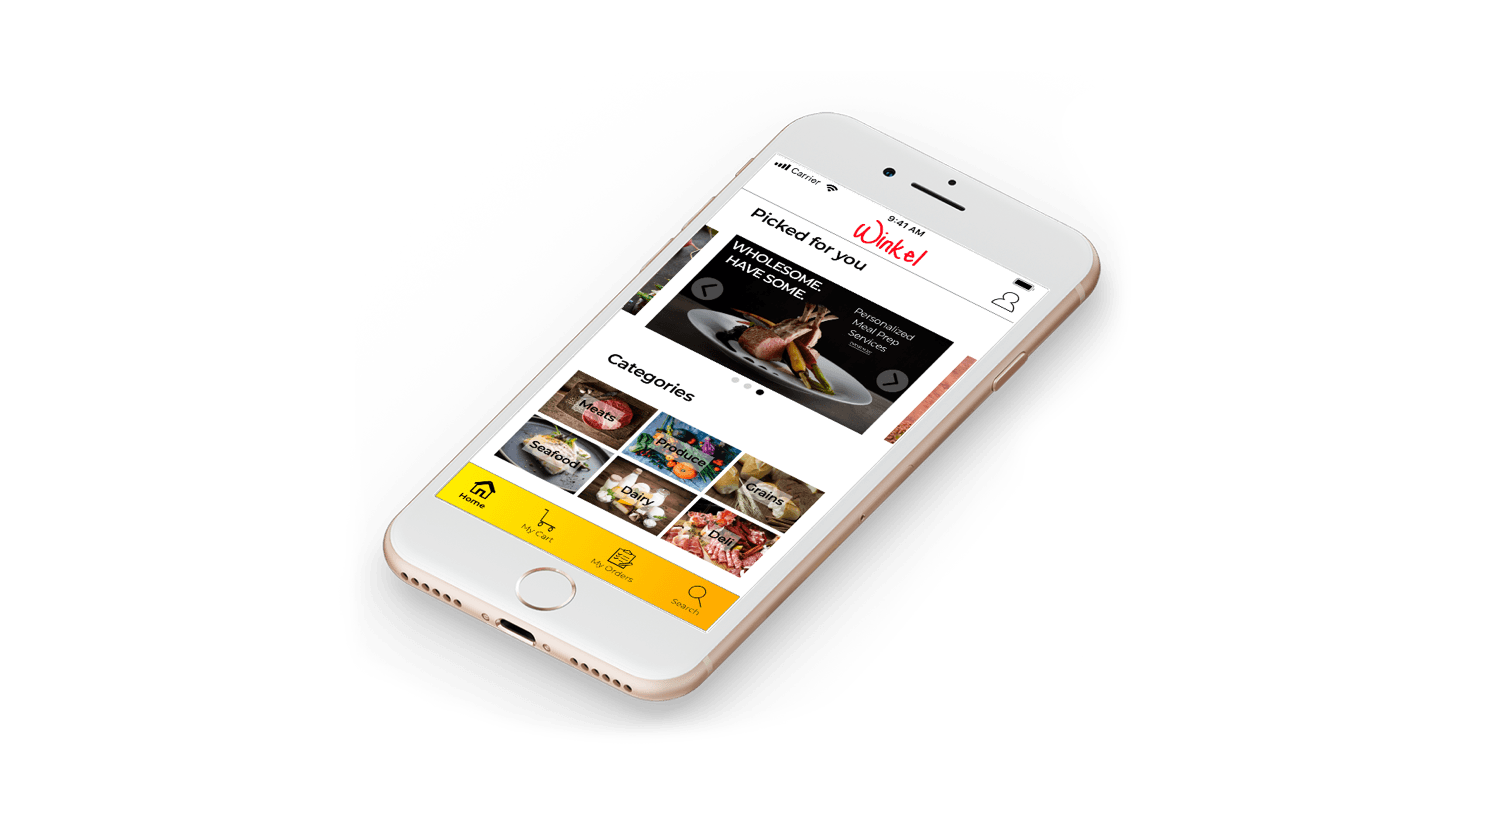 Carrier
9:41 AM
Winkel
Picked for you
WHOLESOME.
HAVE SOME.
Personalized
Meal Prep
Services
Categories
Meats
Produce
Grains
Seafood
Dairy
Deli
Home
My Cart
My Orders
Search